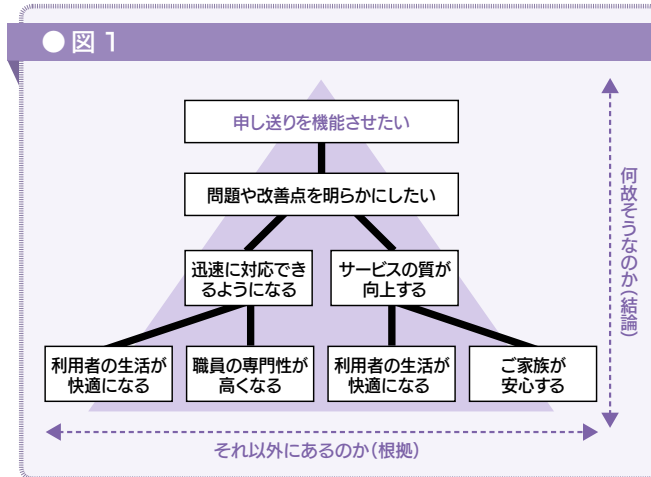 ● 図1
申し送りを機能させたい
問題や改善点を明らかにしたい
迅速に対応でき
るようになる
サービスの質が
向上する
利用者の生活が
快適になる
職員の専門性が
高くなる
利用者の生活が
快適になる
ご家族が
安心する
何故そうなのか(結論)
それ以外にあるのか(根拠)